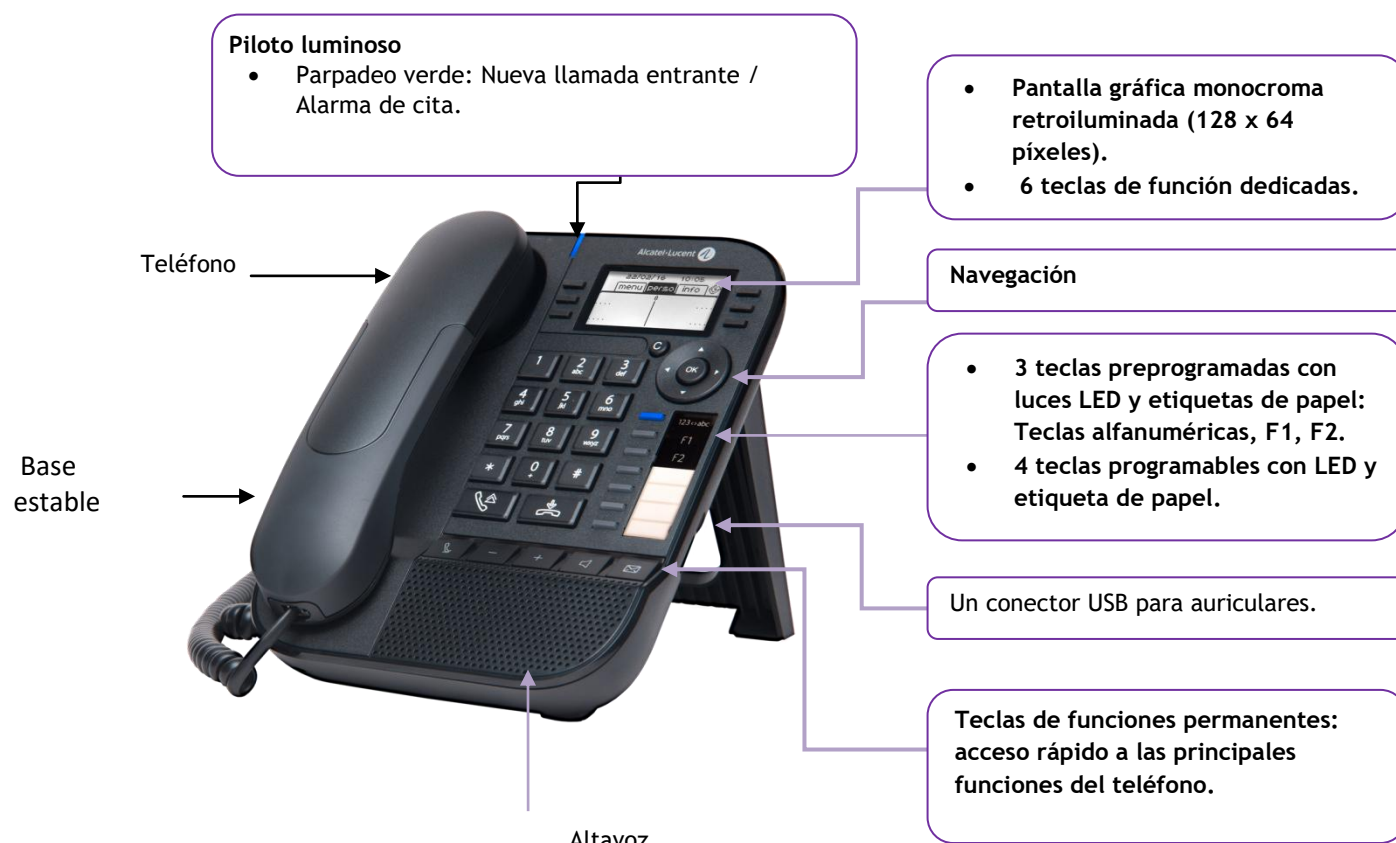 Piloto luminoso
• Parpadeo verde: Nueva llamada entrante /
Alarma de cita.
• Pantalla gráfica monocroma
retroiluminada (128 x 64
píxeles).
• 6 teclas de función dedicadas.
Teléfono
Navegación
• 3 teclas preprogramadas con
luces LED y etiquetas de papel:
Teclas alfanuméricas, F1, F2.
• 4 teclas programables con LED y
etiqueta de papel.
Base
estable
Un conector USB para auriculares.
Teclas de funciones permanentes:
acceso rápido a las principales
funciones del teléfono.
Altavoz
Alcatel-Lucent
menu perso info
C
OK
1 2 abc 3 def
4 ghi 5 jkl 6 mno
7 pqrs 8 tuv 9 wxyz
* 0 + #
123↔abc
F1
F2
- +